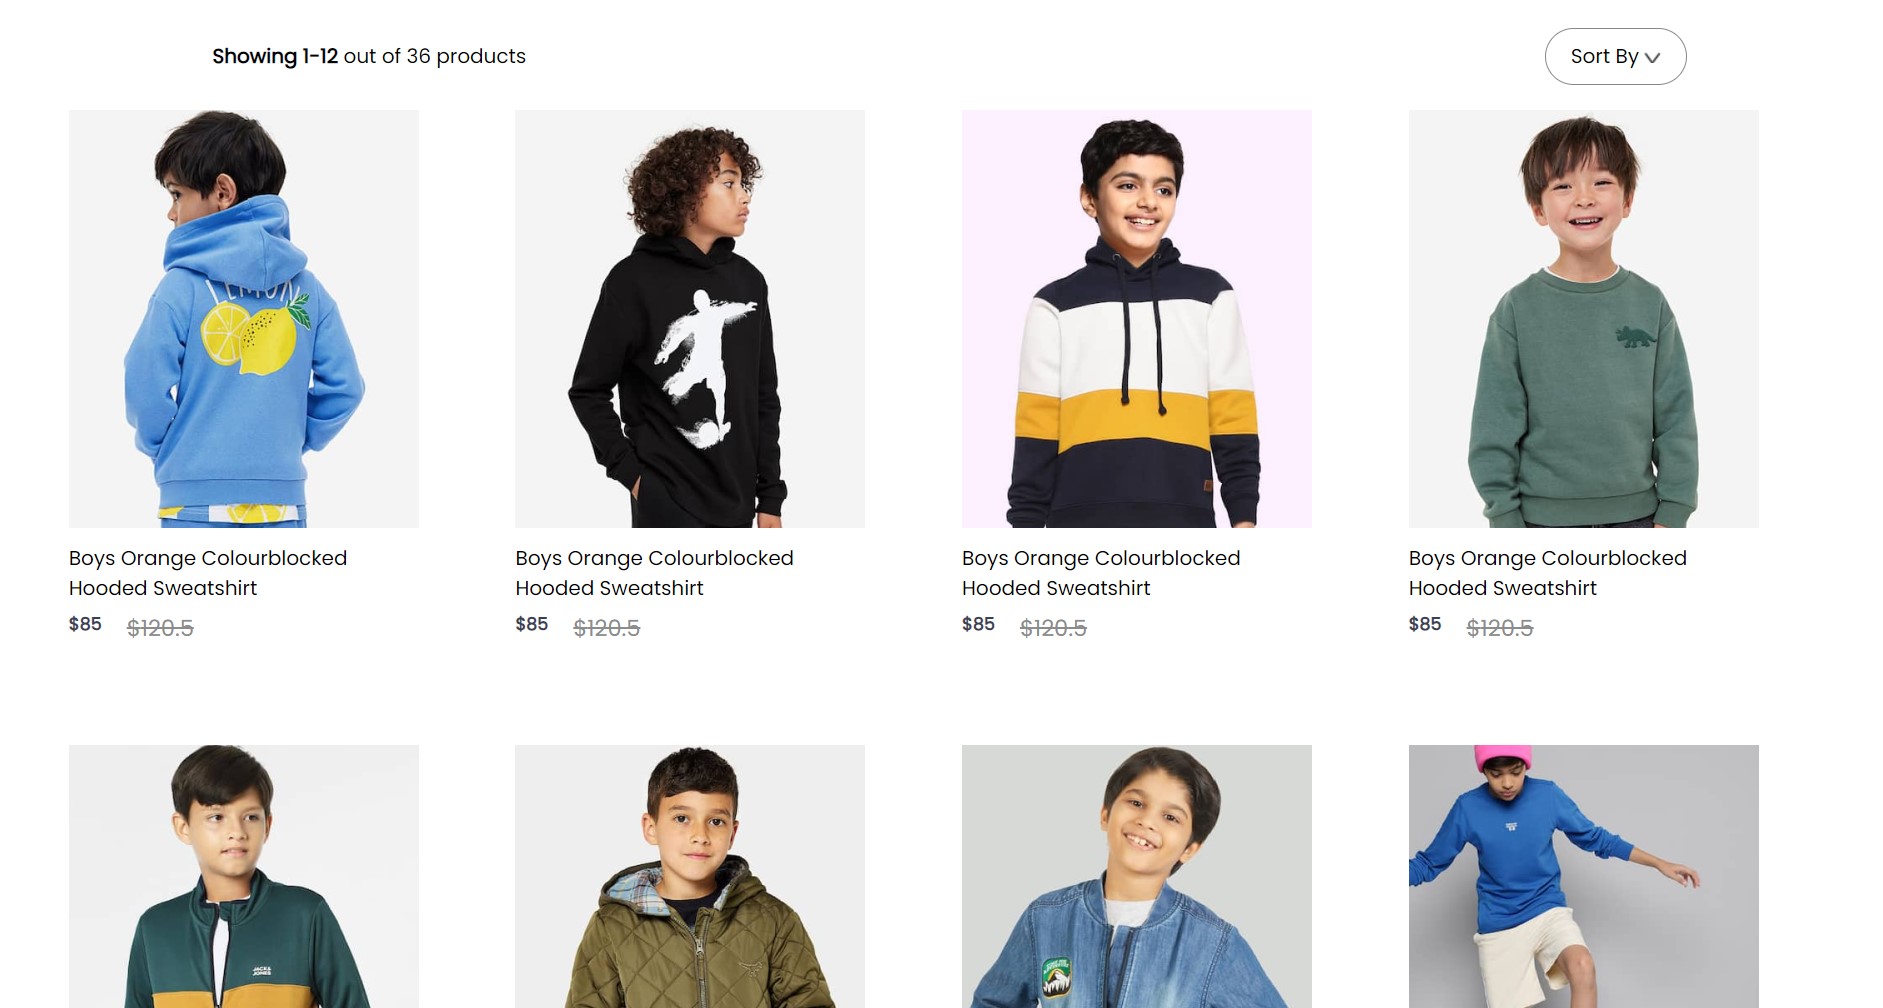 Showing 1-12 out of 36 products
Sort By
LEMON
Boys Orange Colourblocked
Hooded Sweatshirt
$85 $120.5
Boys Orange Colourblocked
Hooded Sweatshirt
$85 $120.5
Boys Orange Colourblocked
Hooded Sweatshirt
$85 $120.5
Boys Orange Colourblocked
Hooded Sweatshirt
$85 $120.5
JACK&
JONES